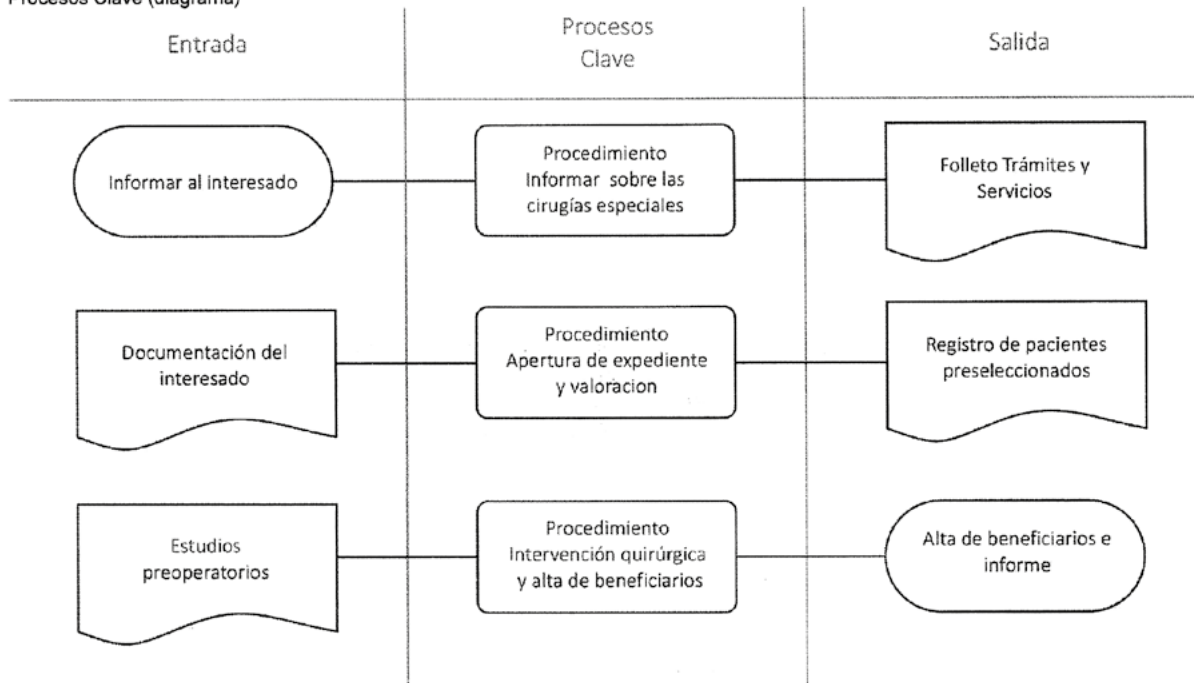 Procesos Clave (diagrama)
Entrada
Procesos
Clave
Salida
Informar al interesado
Procedimiento
Informar sobre las
cirugías especiales
Folleto Trámites y
Servicios
Documentación del
interesado
Procedimiento
Apertura de expediente
y valoracion
Registro de pacientes
preseleccionados
Estudios
preoperatorios
Procedimiento
Intervención quirúrgica
y alta de beneficiarios
Alta de beneficiarios e
informe